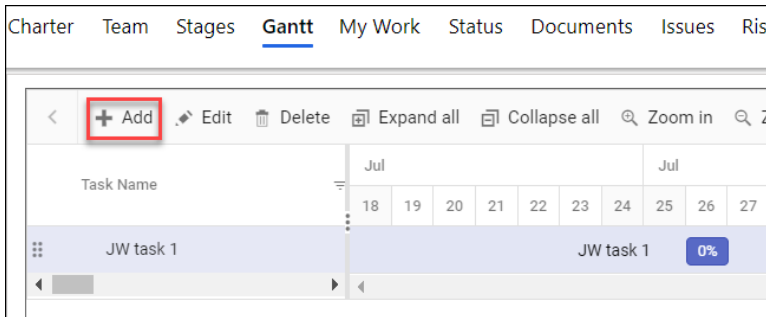 Charter Team Stages Gantt My Work Status Documents Issues
Add Edit Delete Expand all Collapse all Zoom in
Jul Jul
Task Name
18 19 20 21 22 23 24 25 26 27
JW task 1 JW task 1 0%